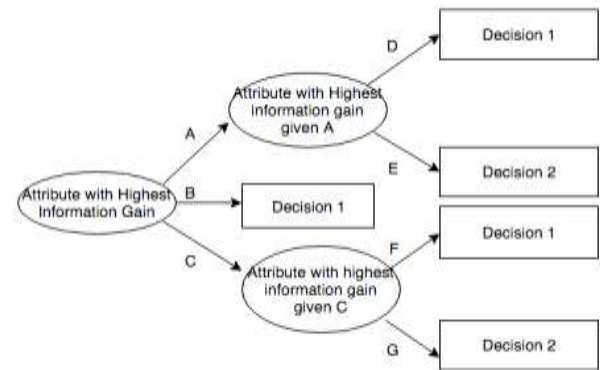 D
Decision 1
Attribute with Highest
information gain
given A
A
E
Decision 2
Attribute with Highest
Information Gain
B
Decision 1
C
F
Decision 1
Attribute with highest
information gain
given C
G
Decision 2